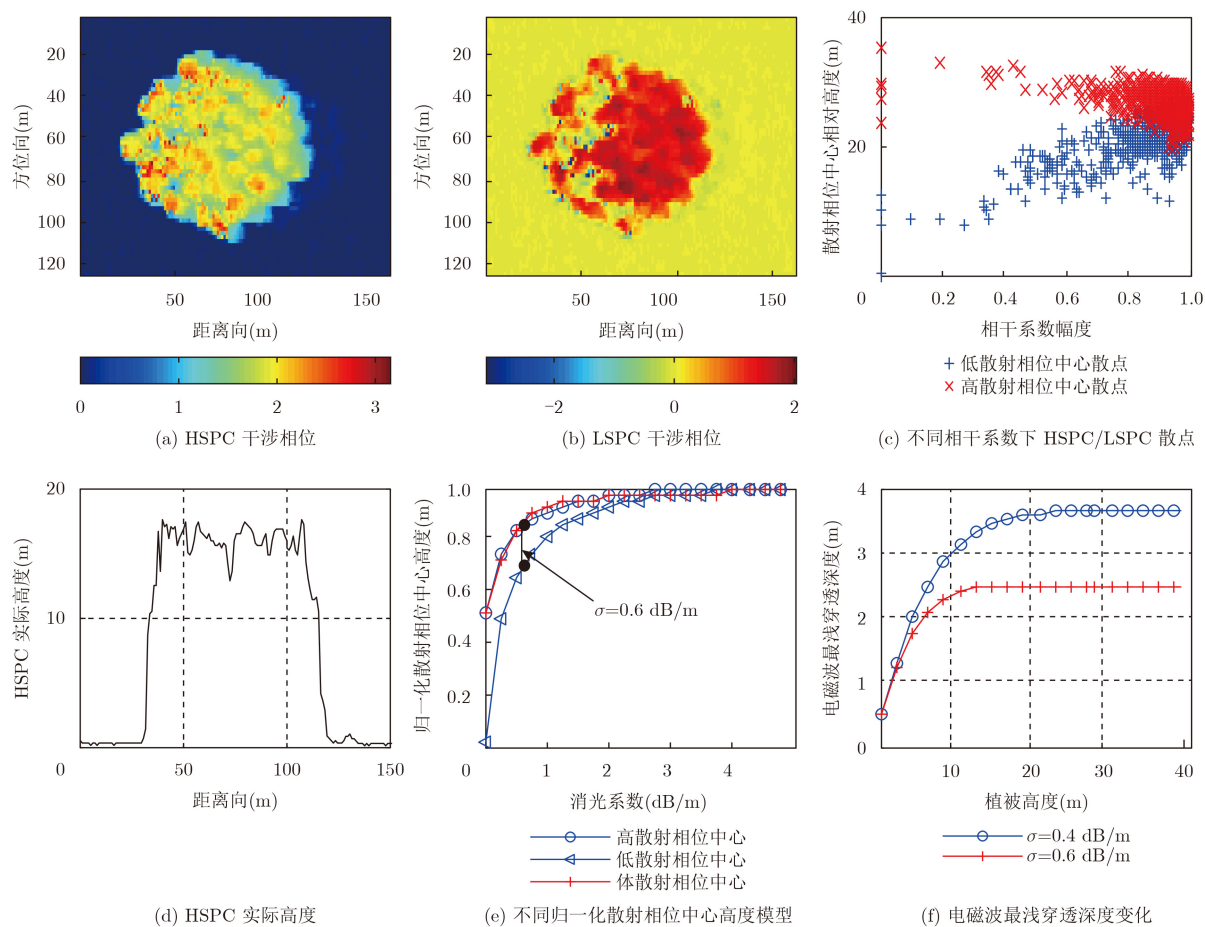 20
40
60
80
100
120
方位向(m)
50
100
150
距离向(m)
0
1
2
3
(a) HSPC 干涉相位
20
40
60
80
100
120
方位向(m)
50
100
150
距离向(m)
−2
0
2
(b) LSPC 干涉相位
40
20
0
散射相位中心相对高度(m)
0.2
0.4
0.6
0.8
1.0
相干系数幅度
低散射相位中心散点
高散射相位中心散点
(c) 不同相干系数下 HSPC/LSPC 散点
20
10
0
HSPC 实际高度(m)
50
100
150
距离向(m)
(d) HSPC 实际高度
1.0
0.8
0.6
0.4
0.2
0
归一化散射相位中心高度(m)
σ=0.6 dB/m
1
2
3
4
消光系数(dB/m)
高散射相位中心
低散射相位中心
体散射相位中心
(e) 不同归一化散射相位中心高度模型
4
3
2
1
0
电磁波最浅穿透深度(m)
10
20
30
40
植被高度(m)
σ=0.4 dB/m
σ=0.6 dB/m
(f) 电磁波最浅穿透深度变化